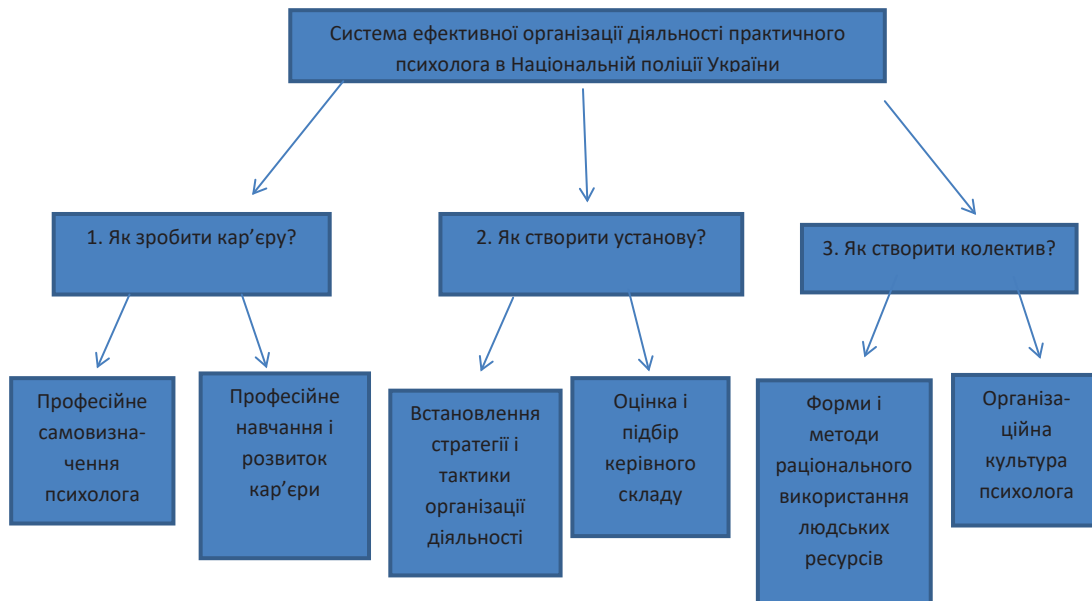 Система ефективної організації діяльності практичного
психолога в Національній поліції України
1. Як зробити кар’єру?
2. Як створити установу?
3. Як створити колектив?
Професійне
самовизна-
чення
психолога
Професійне
навчання і
розвиток
кар’єри
Встановлення
стратегії і
тактики
організації
діяльності
Оцінка і
підбір
керівного
складу
Форми і
методи
раціонального
використання
людських
ресурсів
Організа-
ційна
культура
психолога